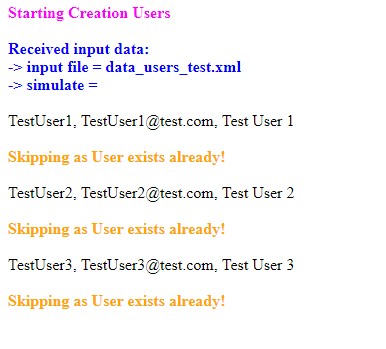 Starting Creation Users
Received input data:
-> input file = data_users_test.xml
-> simulate =
TestUser1, TestUser1@test.com, Test User 1
Skipping as User exists already!
TestUser2, TestUser2@test.com, Test User 2
Skipping as User exists already!
TestUser3, TestUser3@test.com, Test User 3
Skipping as User exists already!